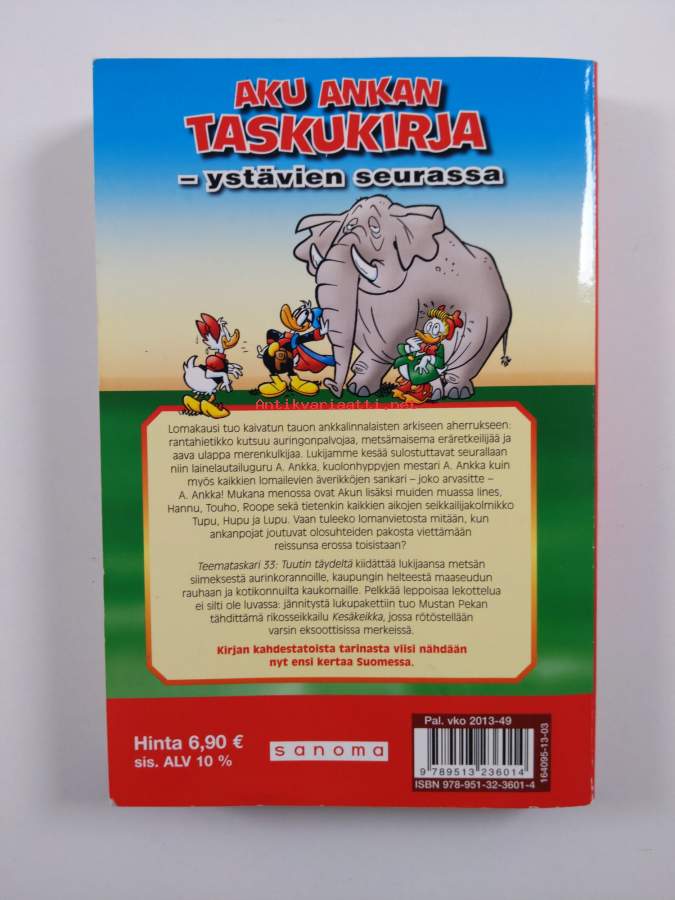 AKU ANKAN
TASKUKIRJA
– ystävien seurassa
Antikvariaatti.net
Lomakausi tuo kaivatun tauon ankkalinnalaisten arkiseen aherrukseen:
rantahietikko kutsuu auringonpalvojaa, metsämaisema eräretkeilijää ja
aava ulappa merenkulkijaa. Lukijamme kesää sulostuttavat seurallaan
niin lainelautailuguru A. Ankka, kuolonhyppyjen mestari A. Ankka kuin
myös kaikkien lomailevien äverikköjen sankari – joko arvasitte –
A. Ankka! Mukana menossa ovat Akun lisäksi muiden muassa Iines,
Hannu, Touho, Roope sekä tietenkin kaikkien aikojen seikkailijakolmikko
Tupu, Hupu ja Lupu. Vaan tuleeko lomanvietosta mitään, kun
ankanpojat joutuvat olosuhteiden pakosta viettämään
reissunsa erossa toisistaan?
Teemataskari 33: Tuutin täydeltä kiidättää lukijansa metsän
siimeksestä aurinkorannoille, kaupungin helteestä maaseudun
rauhaan ja kotikonnuilta kaukomaille. Pelkkää leppoisaa lekottelua
ei silti ole luvassa: jännitystä lukupakettiin tuo Mustan Pekan
tähdittämä rikosseikkailu Kesäkeikka, jossa rötöstellään
varsin eksoottisissa merkeissä.
Kirjan kahdestatoista tarinasta viisi nähdään
nyt ensi kertaa Suomessa.
Hinta 6,90 €
sis. ALV 10 %
sanoma
Pal. vko 2013-49
9 789513 236014
ISBN 978-951-32-3601-4
164095-13-03